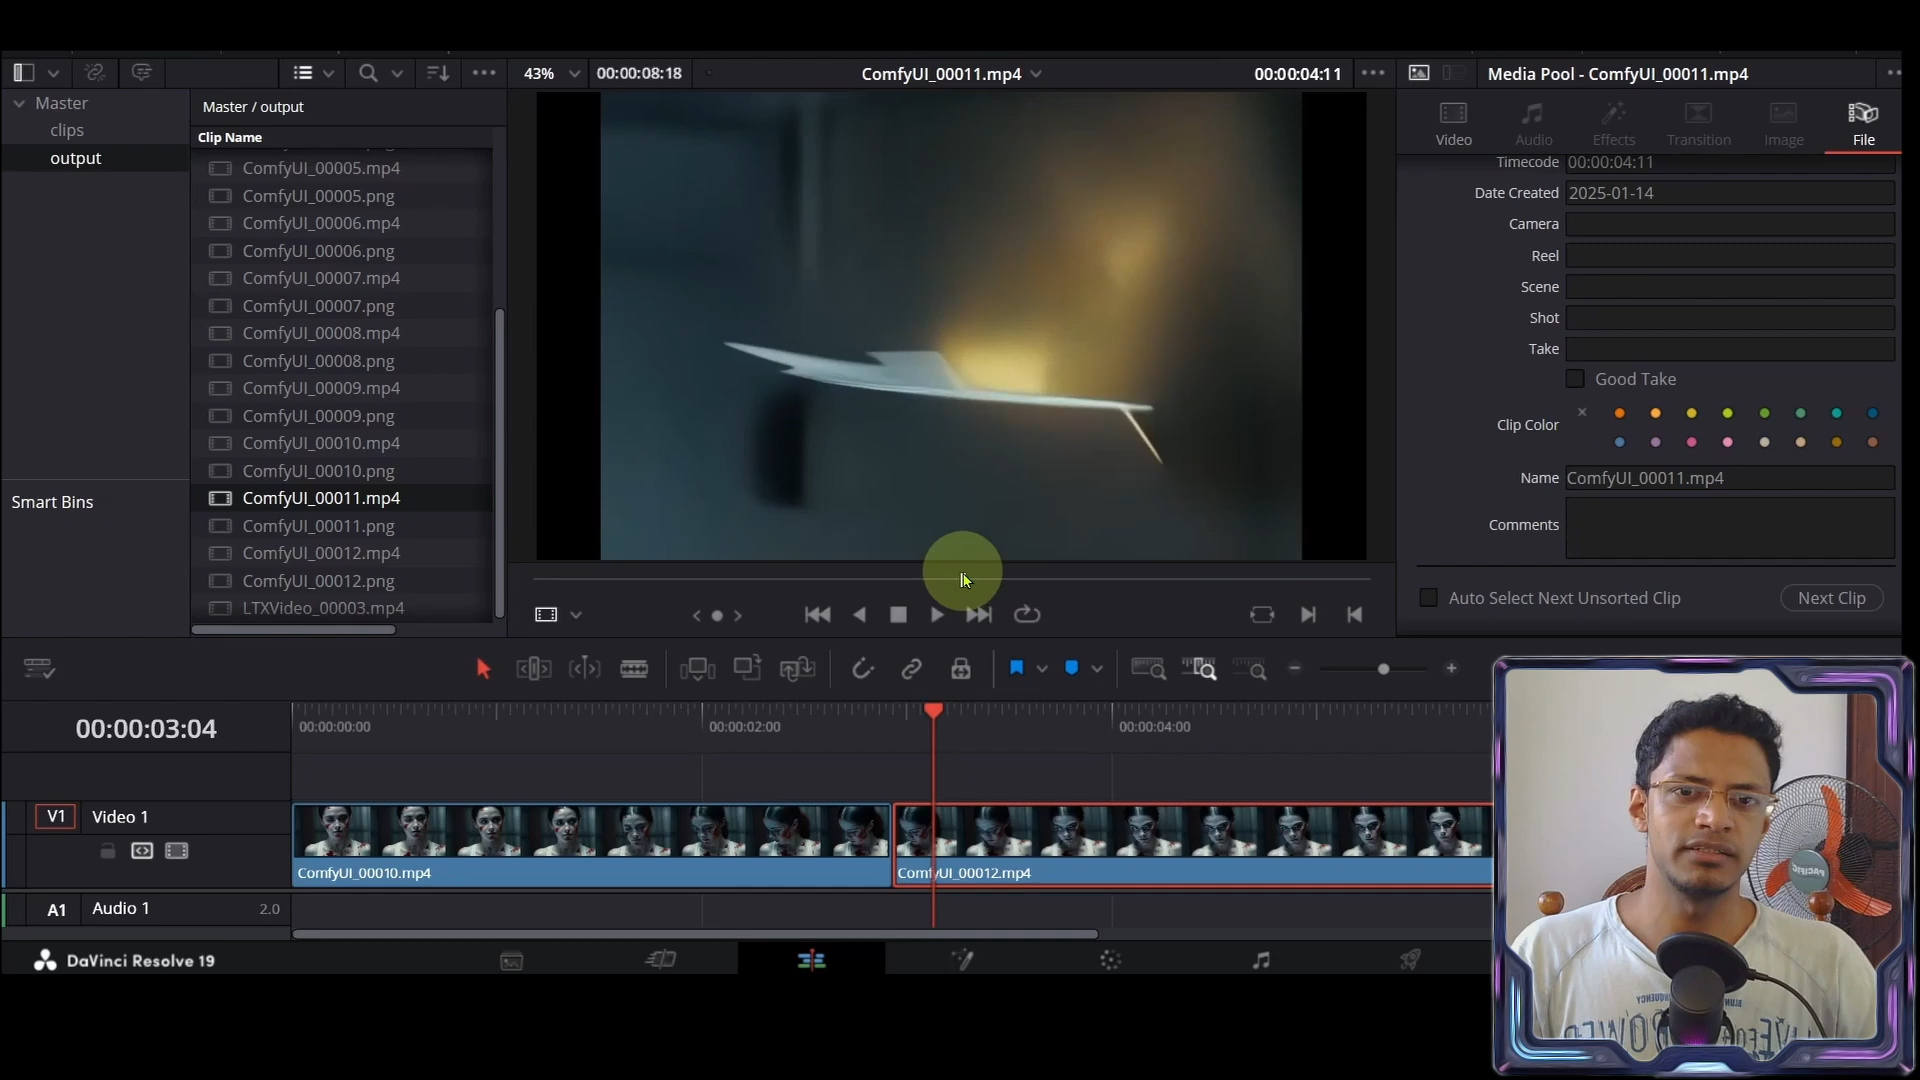 43%
00:00:08:18
ComfyUI_00011.mp4
00:00:04:11
Media Pool - ComfyUI_00011.mp4
Master
clips
output
Master / output
Clip Name
ComfyUI_00005.mp4
ComfyUI_00005.png
ComfyUI_00006.mp4
ComfyUI_00006.png
ComfyUI_00007.mp4
ComfyUI_00007.png
ComfyUI_00008.mp4
ComfyUI_00008.png
ComfyUI_00009.mp4
ComfyUI_00009.png
ComfyUI_00010.mp4
ComfyUI_00010.png
ComfyUI_00011.mp4
ComfyUI_00011.png
ComfyUI_00012.mp4
ComfyUI_00012.png
LTXVideo_00003.mp4
Smart Bins
Video
Audio
Effects
Transition
Image
File
Timecode 00:00:04:11
Date Created 2025-01-14
Camera
Reel
Scene
Shot
Take
Good Take
Clip Color
Name ComfyUI_00011.mp4
Comments
Auto Select Next Unsorted Clip
Next Clip
00:00:03:04
00:00:00:00
00:00:02:00
00:00:04:00
V1 Video 1
ComfyUI_00010.mp4
ComfyUI_00012.mp4
A1 Audio 1 2.0
DaVinci Resolve 19
PACIFIC